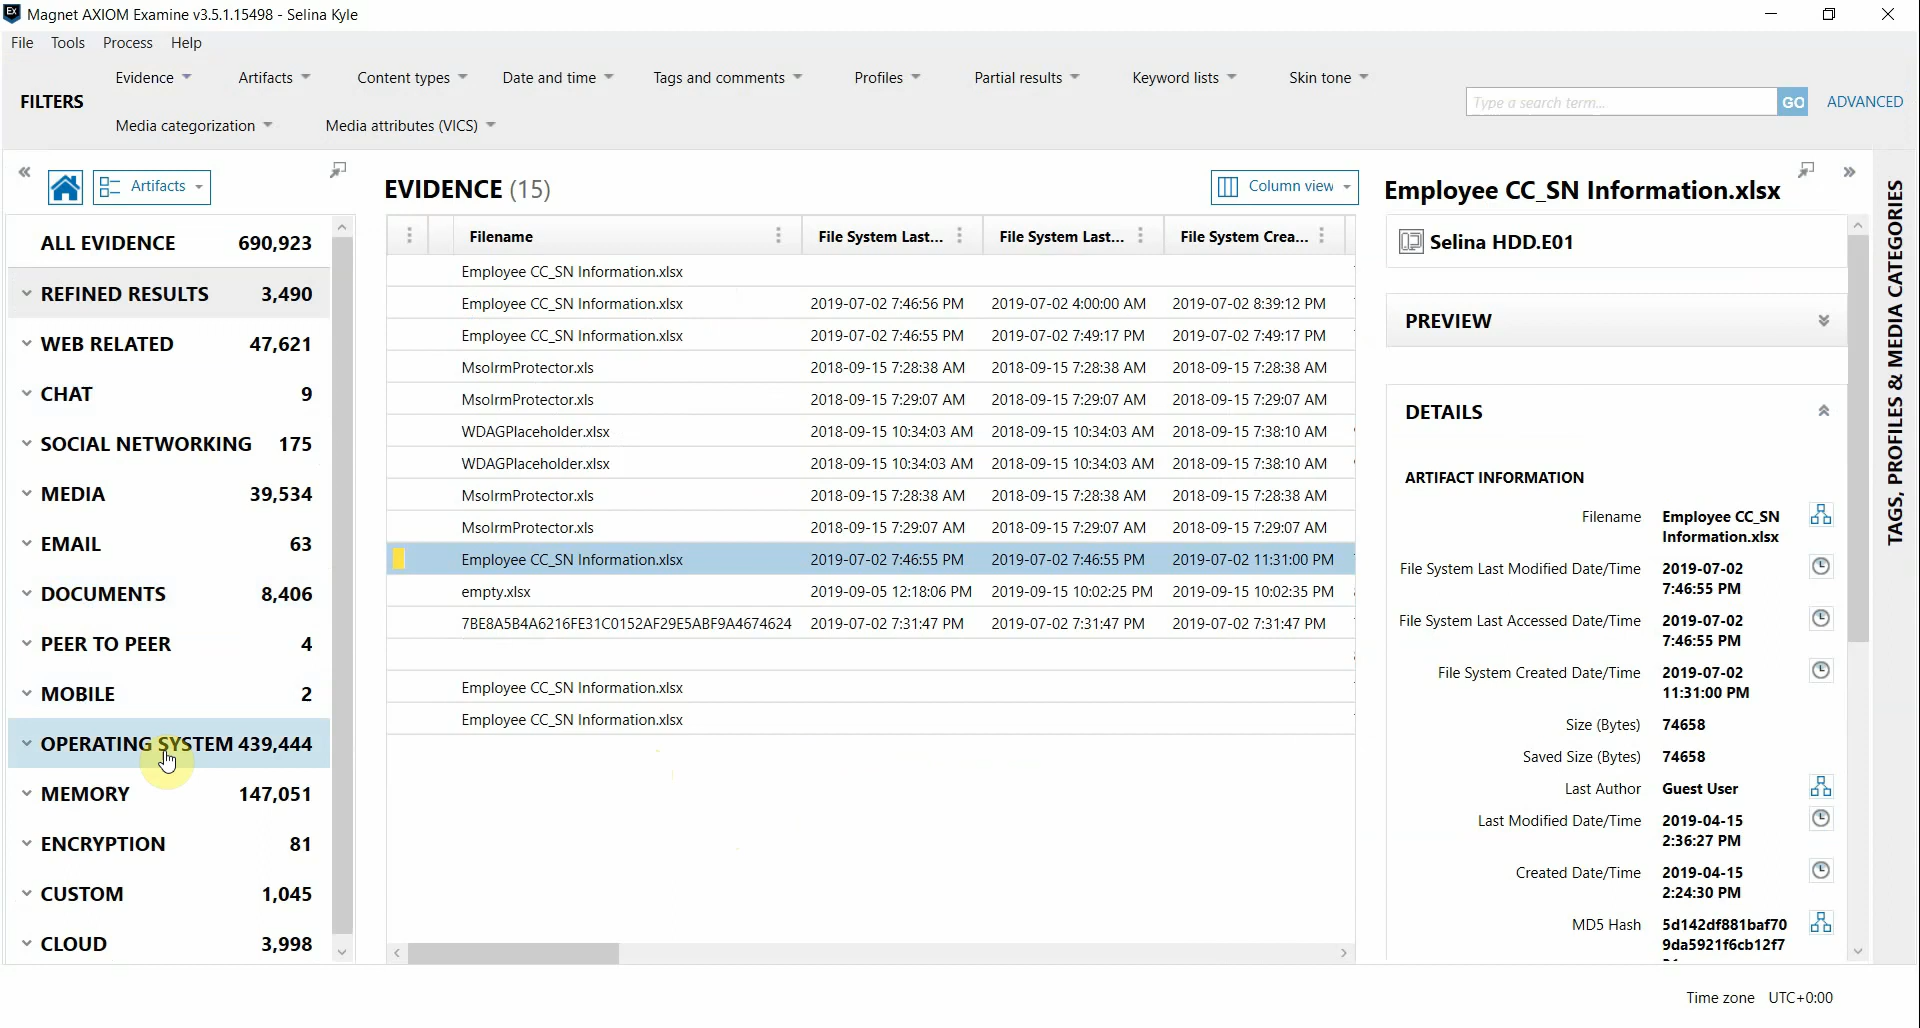 Magnet AXIOM Examine v3.5.1.15498 - Selina Kyle
File Tools Process Help
FILTERS
Evidence Artifacts Content types Date and time Tags and comments Profiles Partial results Keyword lists Skin tone
Media categorization Media attributes (VICS)
Type a search term... GO ADVANCED
Artifacts
ALL EVIDENCE 690,923
REFINED RESULTS 3,490
WEB RELATED 47,621
CHAT 9
SOCIAL NETWORKING 175
MEDIA 39,534
EMAIL 63
DOCUMENTS 8,406
PEER TO PEER 4
MOBILE 2
OPERATING SYSTEM 439,444
MEMORY 147,051
ENCRYPTION 81
CUSTOM 1,045
CLOUD 3,998
EVIDENCE (15)
Column view
Filename File System Last... File System Last... File System Crea...
Employee CC_SN Information.xlsx
Employee CC_SN Information.xlsx 2019-07-02 7:46:56 PM 2019-07-02 4:00:00 AM 2019-07-02 8:39:12 PM
Employee CC_SN Information.xlsx 2019-07-02 7:46:55 PM 2019-07-02 7:49:17 PM 2019-07-02 7:49:17 PM
MsoIrmProtector.xls 2018-09-15 7:28:38 AM 2018-09-15 7:28:38 AM 2018-09-15 7:28:38 AM
MsoIrmProtector.xls 2018-09-15 7:29:07 AM 2018-09-15 7:29:07 AM 2018-09-15 7:29:07 AM
WDAGPlaceholder.xlsx 2018-09-15 10:34:03 AM 2018-09-15 10:34:03 AM 2018-09-15 7:38:10 AM
WDAGPlaceholder.xlsx 2018-09-15 10:34:03 AM 2018-09-15 10:34:03 AM 2018-09-15 7:38:10 AM
MsoIrmProtector.xls 2018-09-15 7:28:38 AM 2018-09-15 7:28:38 AM 2018-09-15 7:28:38 AM
MsoIrmProtector.xls 2018-09-15 7:29:07 AM 2018-09-15 7:29:07 AM 2018-09-15 7:29:07 AM
Employee CC_SN Information.xlsx 2019-07-02 7:46:55 PM 2019-07-02 7:46:55 PM 2019-07-02 11:31:00 PM
empty.xlsx 2019-09-05 12:18:06 PM 2019-09-15 10:02:25 PM 2019-09-15 10:02:35 PM
7BE8A5B4A6216FE31C0152AF29E5ABF9A4674624 2019-07-02 7:31:47 PM 2019-07-02 7:31:47 PM 2019-07-02 7:31:47 PM
Employee CC_SN Information.xlsx
Employee CC_SN Information.xlsx
Employee CC_SN Information.xlsx
Selina HDD.E01
PREVIEW
DETAILS
ARTIFACT INFORMATION
Filename Employee CC_SN
Information.xlsx
File System Last Modified Date/Time 2019-07-02
7:46:55 PM
File System Last Accessed Date/Time 2019-07-02
7:46:55 PM
File System Created Date/Time 2019-07-02
11:31:00 PM
Size (Bytes) 74658
Saved Size (Bytes) 74658
Last Author Guest User
Last Modified Date/Time 2019-04-15
2:36:27 PM
Created Date/Time 2019-04-15
2:24:30 PM
MD5 Hash 5d142df881baf70
9da5921f6cb12f7
TAGS, PROFILES & MEDIA CATEGORIES
Time zone UTC+0:00